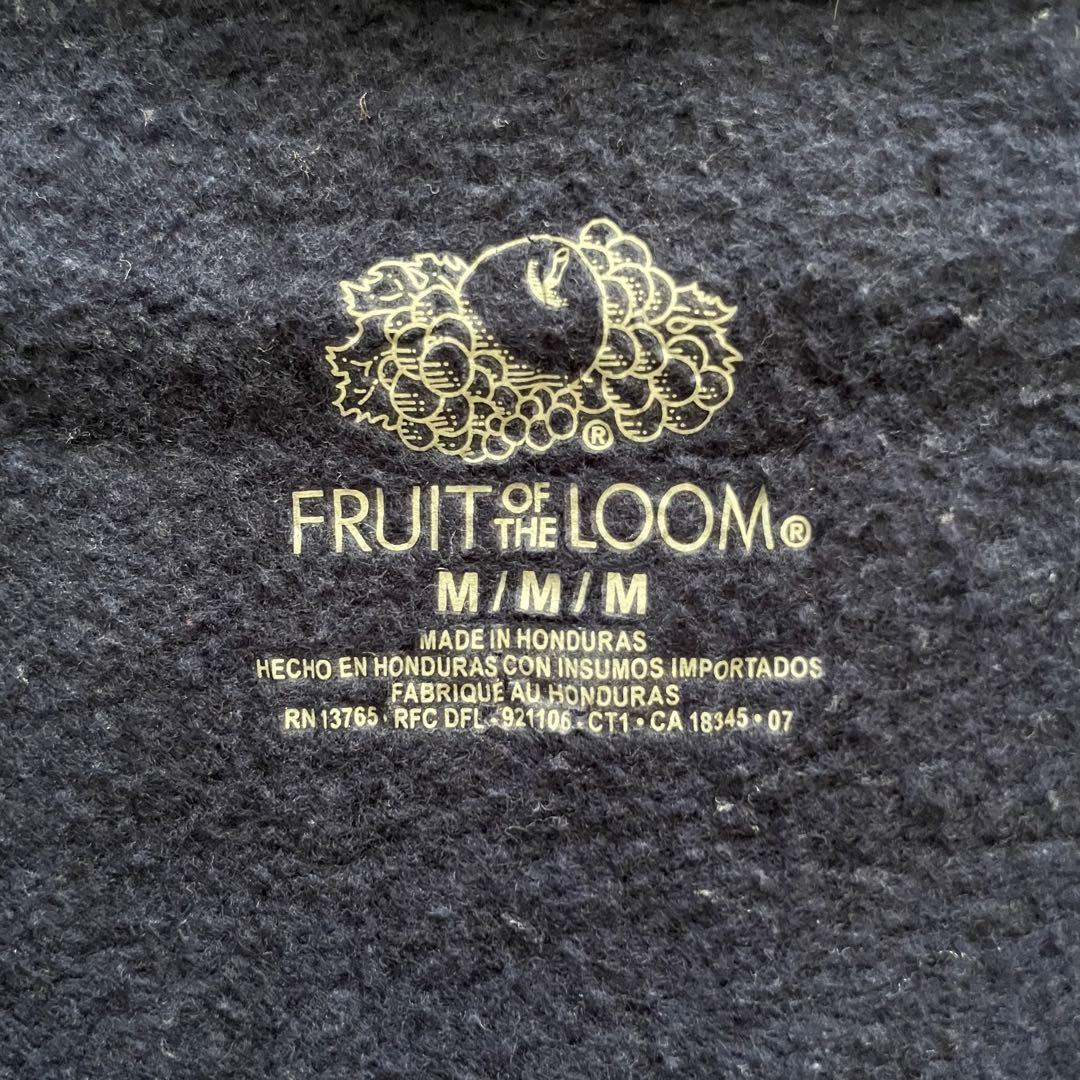 ®
FRUIT OF THE LOOM®
M / M / M
MADE IN HONDURAS
HECHO EN HONDURAS CON INSUMOS IMPORTADOS
FABRIQUÉ AU HONDURAS
RN 13765 · RFC DFL - 921106 - CT1 • CA 18345 • 07